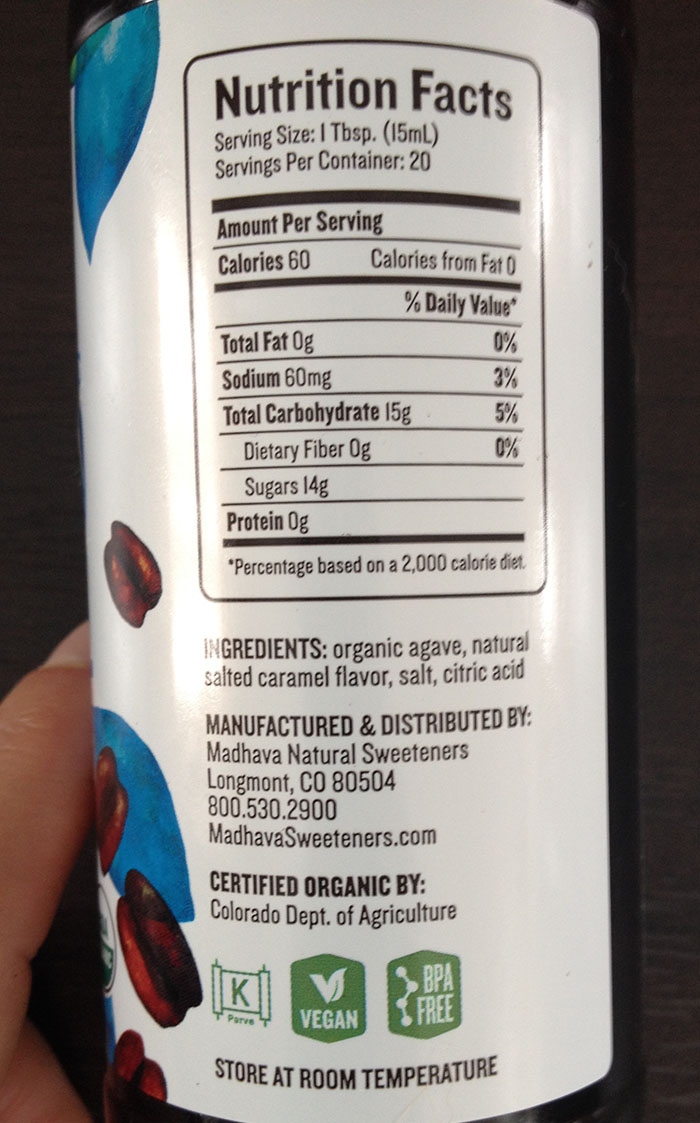 Nutrition Facts
Serving Size: 1 Tbsp. (15mL)
Servings Per Container: 20
Amount Per Serving
Calories 60 Calories from Fat 0
% Daily Value*
Total Fat 0g 0%
Sodium 60mg 3%
Total Carbohydrate 15g 5%
Dietary Fiber 0g 0%
Sugars 14g
Protein 0g
*Percentage based on a 2,000 calorie diet.
INGREDIENTS: organic agave, natural
salted caramel flavor, salt, citric acid
MANUFACTURED & DISTRIBUTED BY:
Madhava Natural Sweeteners
Longmont, CO 80504
800.530.2900
MadhavaSweeteners.com
CERTIFIED ORGANIC BY:
Colorado Dept. of Agriculture
K
Parve
VEGAN
BPA
FREE
STORE AT ROOM TEMPERATURE